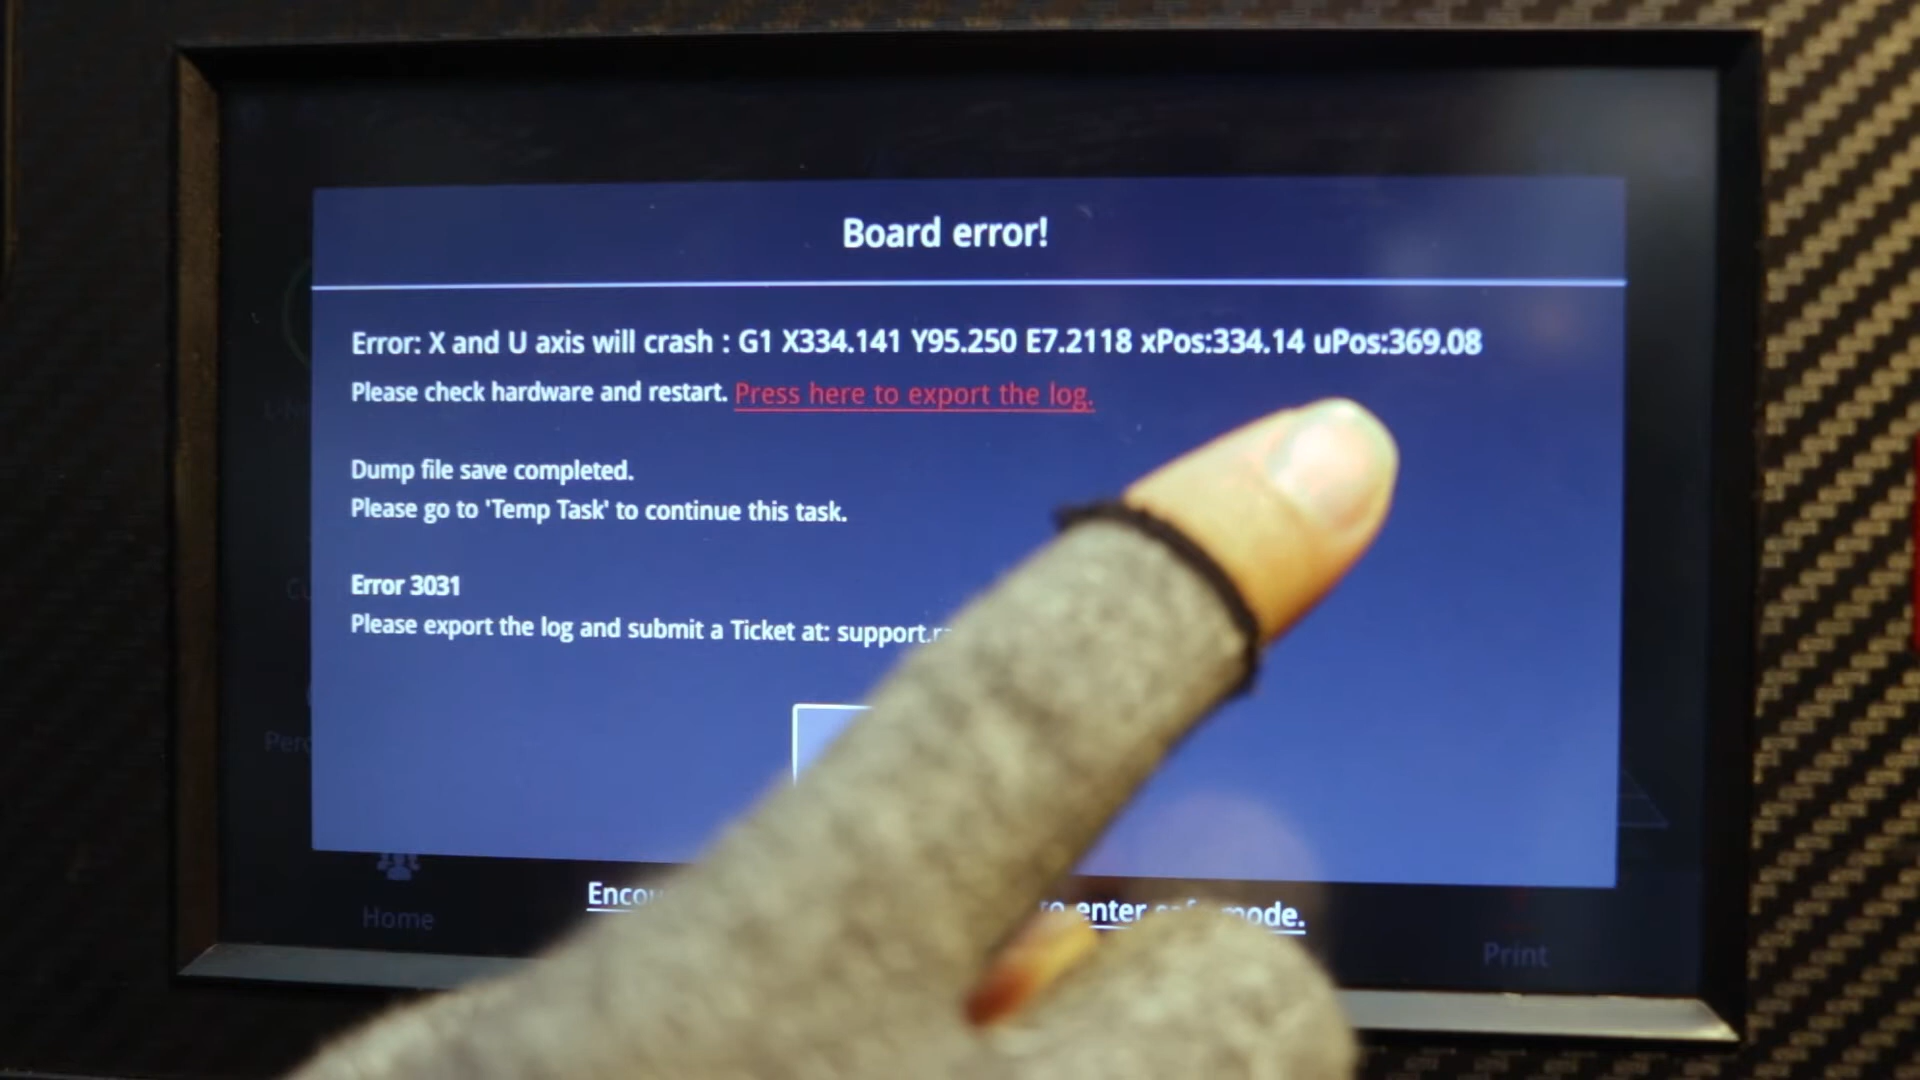 Board error!
Error: X and U axis will crash : G1 X334.141 Y95.250 E7.2118 xPos:334.14 uPos:369.08
Please check hardware and restart. Press here to export the log.
Dump file save completed.
Please go to 'Temp Task' to continue this task.
Error 3031
Please export the log and submit a Ticket at: support.
enter mode.
Home
Print